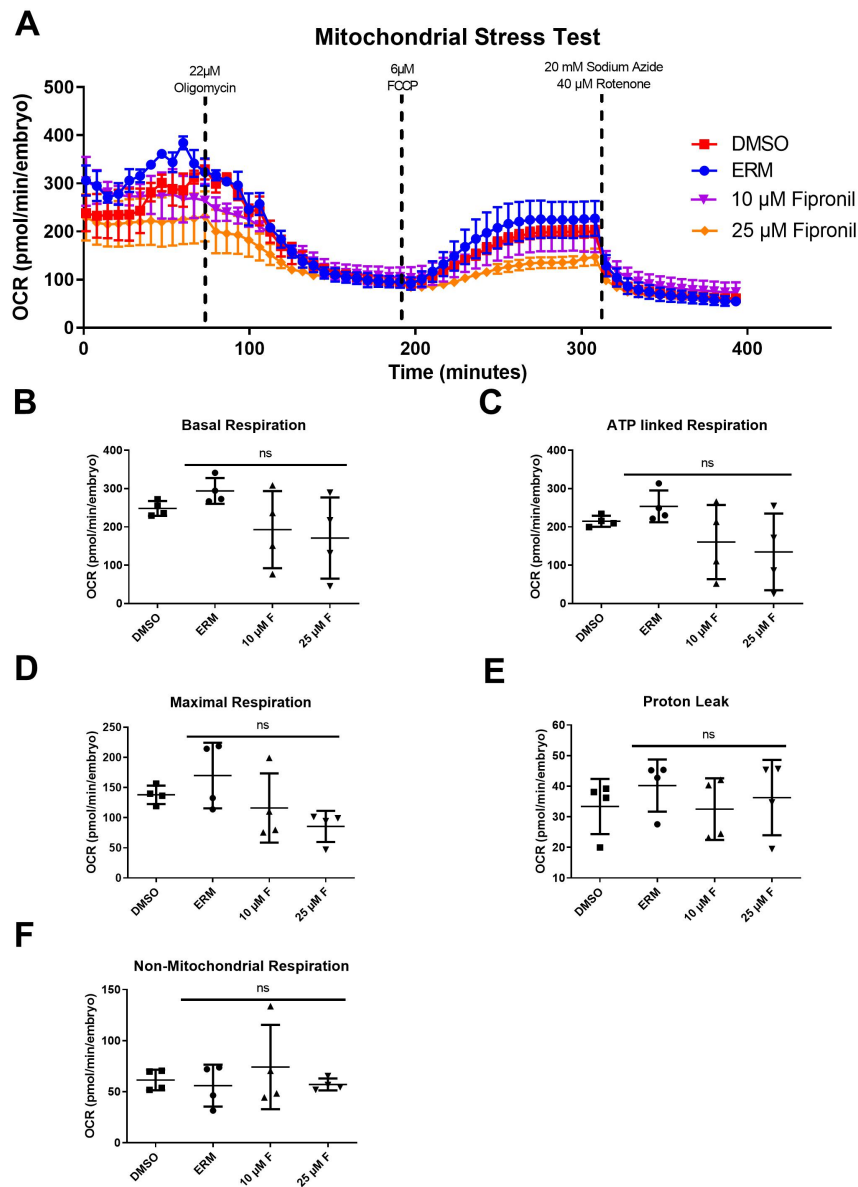 A
Mitochondrial Stress Test
22µM
Oligomycin
6µM
FCCP
20 mM Sodium Azide
40 µM Rotenone
OCR (pmol/min/embryo)
500
400
300
200
100
0
0
100
200
300
400
Time (minutes)
DMSO
ERM
10 µM Fipronil
25 µM Fipronil
B
Basal Respiration
ns
OCR (pmol/min/embryo)
400
300
200
100
0
DMSO
ERM
10 µM F
25 µM F
C
ATP linked Respiration
ns
OCR (pmol/min/embryo)
400
300
200
100
0
DMSO
ERM
10 µM F
25 µM F
D
Maximal Respiration
ns
OCR (pmol/min/embryo)
250
200
150
100
50
0
DMSO
ERM
10 µM F
25 µM F
E
Proton Leak
ns
OCR (pmol/min/embryo)
60
50
40
30
20
10
DMSO
ERM
10 µM F
25 µM F
F
Non-Mitochondrial Respiration
ns
OCR (pmol/min/embryo)
150
100
50
0
DMSO
ERM
10 µM F
25 µM F